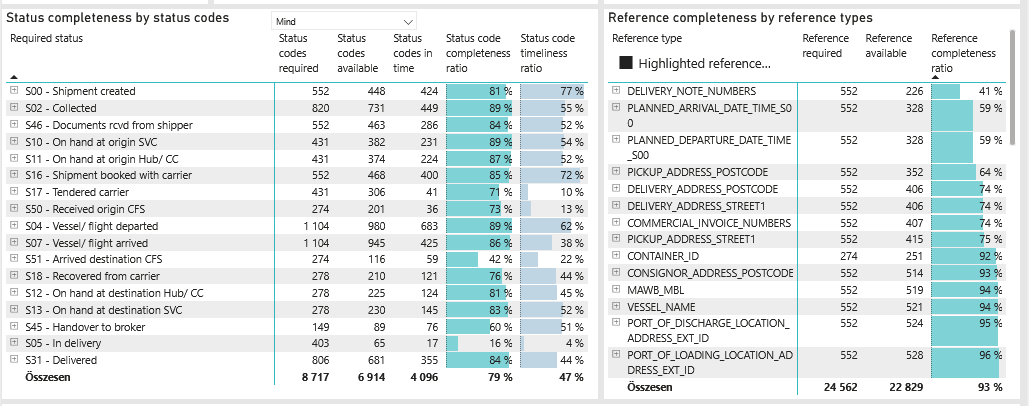 Status completeness by status codes
Mind
Required status Status codes required Status codes available Status codes in time Status code completeness ratio Status code timeliness ratio
S00 - Shipment created 552 448 424 81 % 77 %
S02 - Collected 820 731 449 89 % 55 %
S46 - Documents rcvd from shipper 552 463 286 84 % 52 %
S10 - On hand at origin SVC 431 382 231 89 % 54 %
S11 - On hand at origin Hub/ CC 431 374 224 87 % 52 %
S16 - Shipment booked with carrier 552 468 400 85 % 72 %
S17 - Tendered carrier 431 306 41 71 % 10 %
S50 - Received origin CFS 274 201 36 73 % 13 %
S04 - Vessel/ flight departed 1 104 980 683 89 % 62 %
S07 - Vessel/ flight arrived 1 104 945 425 86 % 38 %
S51 - Arrived destination CFS 274 116 59 42 % 22 %
S18 - Recovered from carrier 278 210 121 76 % 44 %
S12 - On hand at destination Hub/ CC 278 225 124 81 % 45 %
S13 - On hand at destination SVC 278 230 145 83 % 52 %
S45 - Handover to broker 149 89 76 60 % 51 %
S05 - In delivery 403 65 17 16 % 4 %
S31 - Delivered 806 681 355 84 % 44 %
Összesen 8 717 6 914 4 096 79 % 47 %
Reference completeness by reference types
Reference type Reference required Reference available Reference completeness ratio
Highlighted reference...
DELIVERY_NOTE_NUMBERS 552 226 41 %
PLANNED_ARRIVAL_DATE_TIME_S0 552 328 59 %
0
PLANNED_DEPARTURE_DATE_TIME 552 328 59 %
_S00
PICKUP_ADDRESS_POSTCODE 552 352 64 %
DELIVERY_ADDRESS_POSTCODE 552 406 74 %
DELIVERY_ADDRESS_STREET1 552 406 74 %
COMMERCIAL_INVOICE_NUMBERS 552 407 74 %
PICKUP_ADDRESS_STREET1 552 415 75 %
CONTAINER_ID 274 251 92 %
CONSIGNOR_ADDRESS_POSTCODE 552 514 93 %
MAWB_MBL 552 519 94 %
VESSEL_NAME 552 521 94 %
PORT_OF_DISCHARGE_LOCATION_ 552 524 95 %
ADDRESS_EXT_ID
PORT_OF_LOADING_LOCATION_AD 552 528 96 %
DRESS_EXT_ID
Összesen 24 562 22 829 93 %